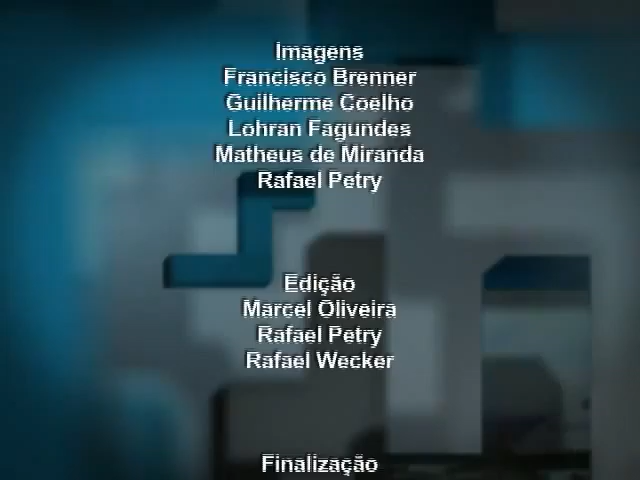 Imagens
Francisco Brenner
Guilherme Coelho
Lohran Fagundes
Matheus de Miranda
Rafael Petry
Edição
Marcel Oliveira
Rafael Petry
Rafael Wecker
Finalização